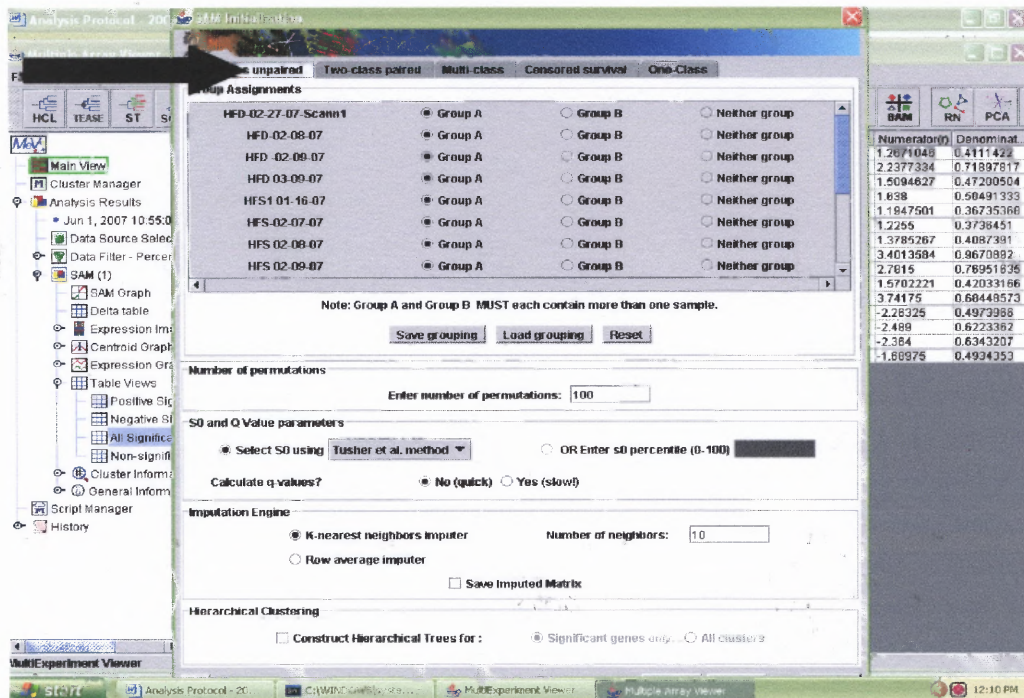 Analysis Protocol - 200
SAM Initialization
Multiple Array Viewer
s unpaired
Two-class paired
Multi-class
Censored survival
One-Class
Group Assignments
HCL
TEASE
ST
BAM
RN
PCA
HFD-02-27-07-Scann1 Group A Group B Neither group
HFD-02-08-07 Group A Group B Neither group
HFD -02-09-07 Group A Group B Neither group
HFD 03-09-07 Group A Group B Neither group
HFS1 01-16-07 Group A Group B Neither group
HFS-02-07-07 Group A Group B Neither group
HFS 02-08-07 Group A Group B Neither group
HFS 02-09-07 Group A Group B Neither group
Note: Group A and Group B MUST each contain more than one sample.
Save grouping
Load grouping
Reset
Number of permutations
Enter number of permutations: 100
S0 and Q Value parameters
Select S0 using Tusher et al. method OR Enter s0 percentile (0-100)
Calculate q-values? No (quick) Yes (slow!)
Imputation Engine
K-nearest neighbors imputer Number of neighbors: 10
Row average imputer
Save Imputed Matrix
Hierarchical Clustering
Construct Hierarchical Trees for : Significant genes only All clusters
MeV
Main View
Cluster Manager
Analysis Results
Jun 1, 2007 10:55:0
Data Source Selec
Data Filter - Percer
SAM (1)
SAM Graph
Delta table
Expression Im
Centroid Graph
Expression Gra
Table Views
Positive Sig
Negative Si
All Significa
Non-signifi
Cluster Informa
General Inform
Script Manager
History
Numerator(r) Denominat...
1.2671046 0.4111422
2.2377334 0.71897817
1.5094627 0.47200504
1.638 0.50491333
1.1947501 0.36735368
1.2255 0.3736451
1.3785267 0.4087391
3.4013584 0.9670892
2.7815 0.76951635
1.5702221 0.42033166
3.74175 0.68448573
-2.26325 0.4973968
-2.489 0.6223362
-2.364 0.6343207
-1.68975 0.4934353
MultiExperiment Viewer
start
Analysis Protocol - 20...
MultiExperiment Viewer
Multiple Array Viewer
12:10 PM